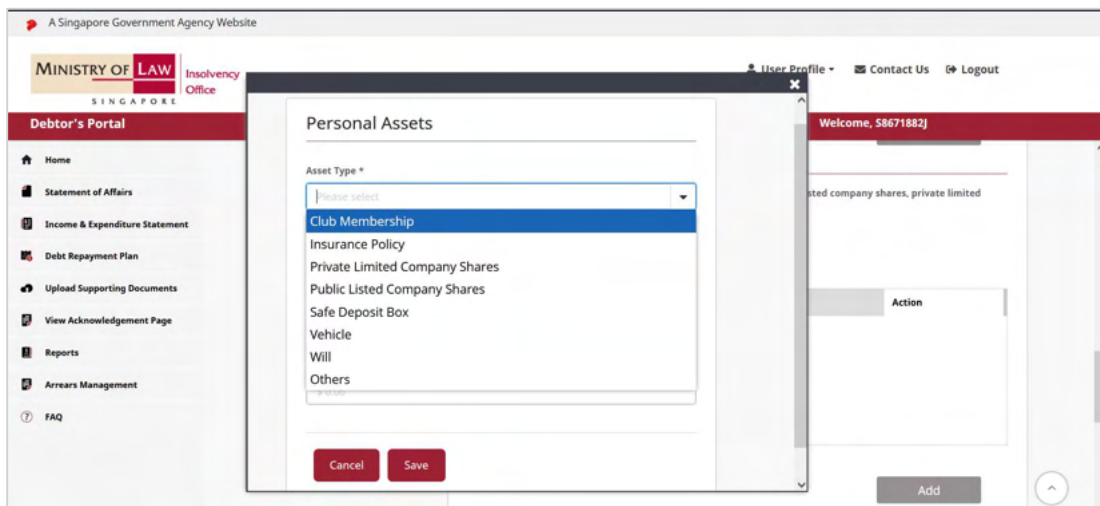 A Singapore Government Agency Website
MINISTRY OF LAW
SINGAPORE
Insolvency
Office
User Profile
Contact Us
Logout
Debtor's Portal
Welcome, S8671882J
Home
Statement of Affairs
Income & Expenditure Statement
Debt Repayment Plan
Upload Supporting Documents
View Acknowledgement Page
Reports
Arrears Management
FAQ
Personal Assets
Asset Type *
Please select
Club Membership
Insurance Policy
Private Limited Company Shares
Public Listed Company Shares
Safe Deposit Box
Vehicle
Will
Others
Cancel
Save
company shares, private limited
Action
Add